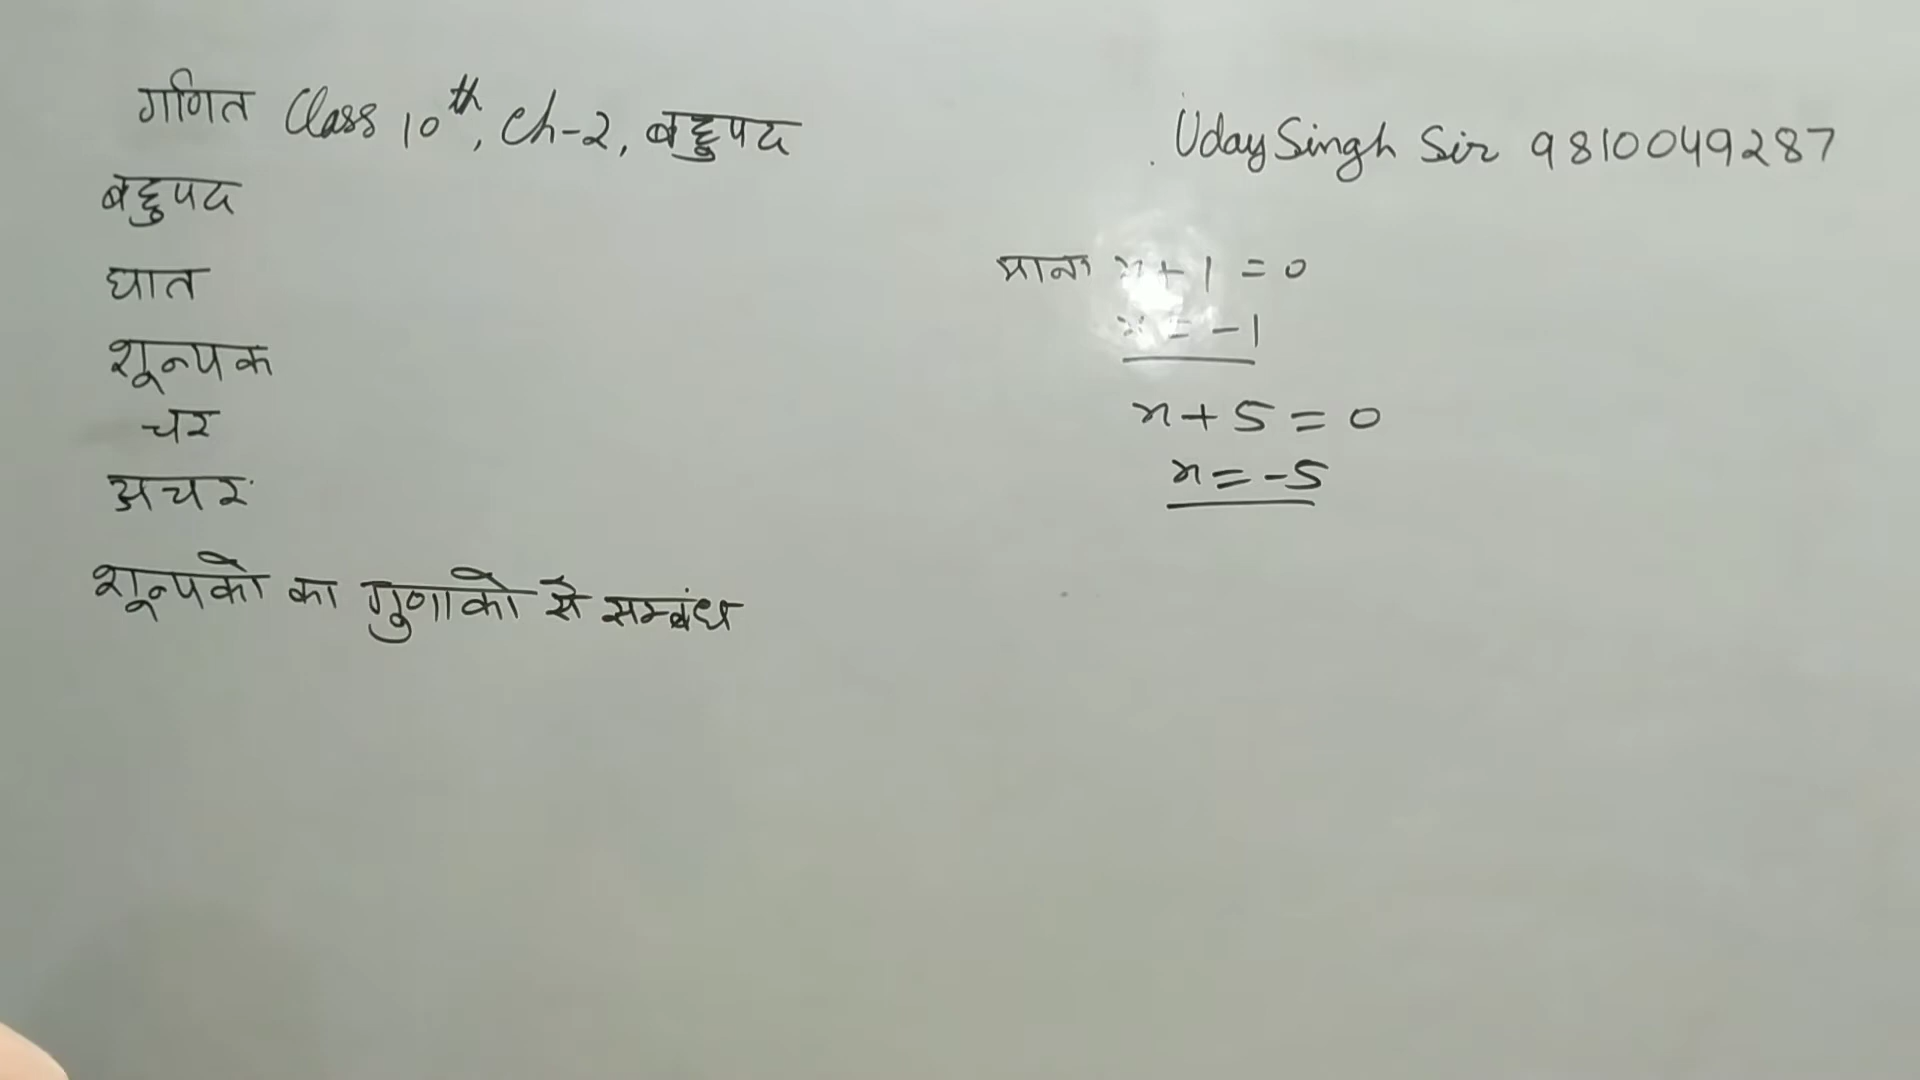 गणित Class 10th, Ch-2, बहुपद
Uday Singh Sir 9810049287
बहुपद
घात
शून्यक
चर
अचर
शून्यको का गुणाको से सम्बंध
माना x+1=0
x=-1
x+5=0
x=-5